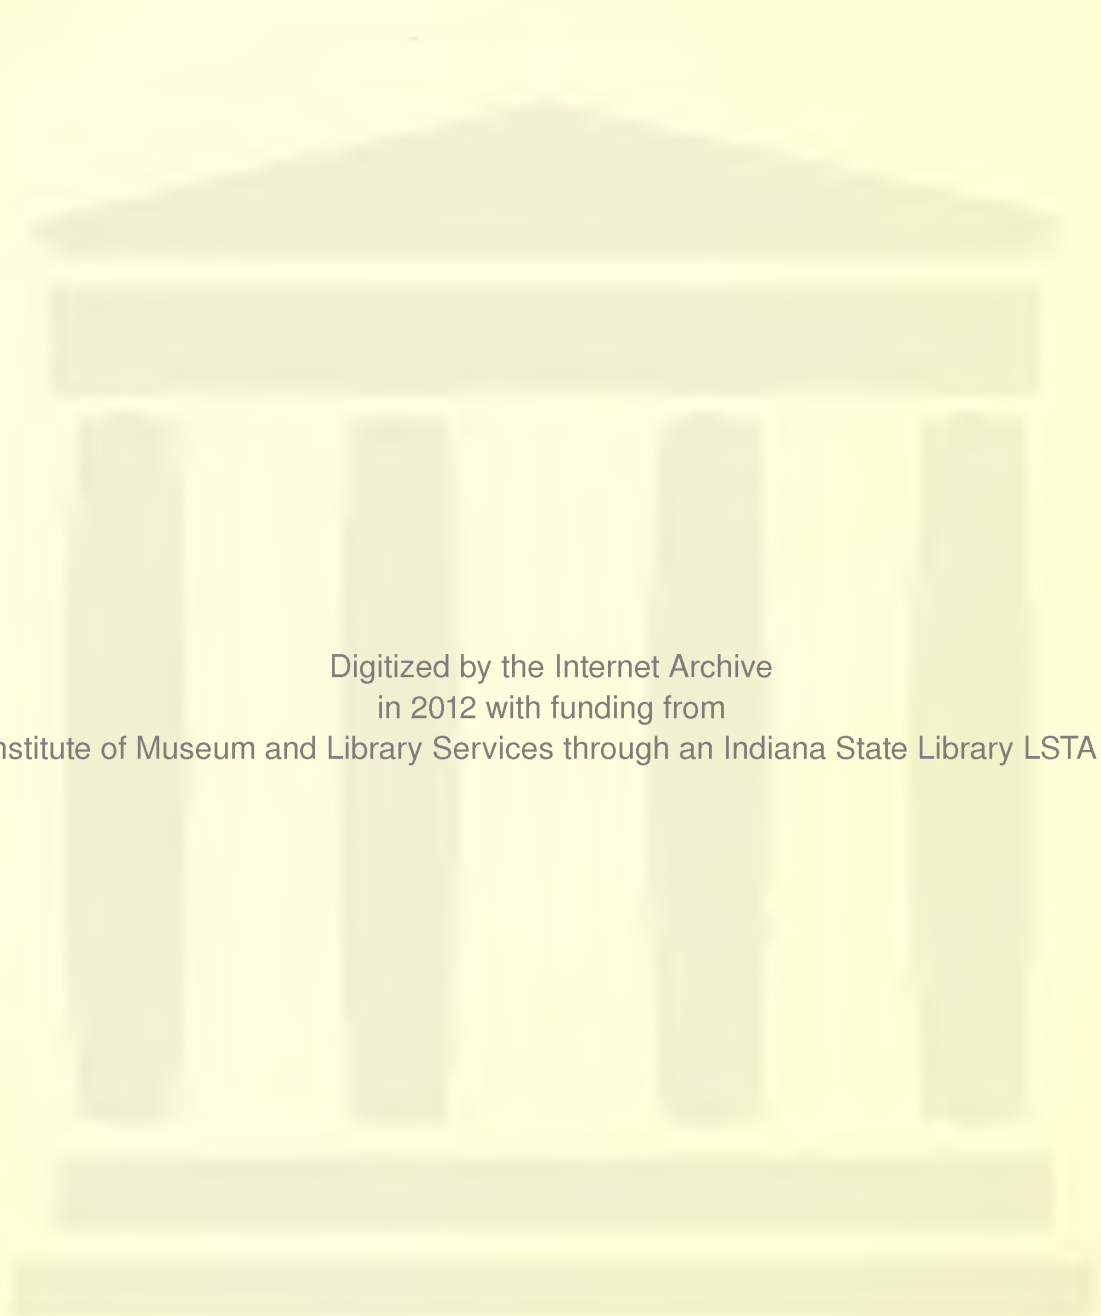 Digitized by the Internet Archive
in 2012 with funding from
nstitute of Museum and Library Services through an Indiana State Library LSTA